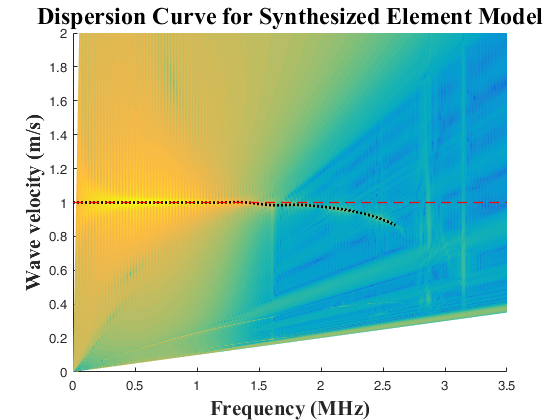 Dispersion Curve for Synthesized Element Model
2
1.8
1.6
1.4
1.2
1
0.8
0.6
0.4
0.2
0
Wave velocity (m/s)
0 0.5 1 1.5 2 2.5 3 3.5
Frequency (MHz)